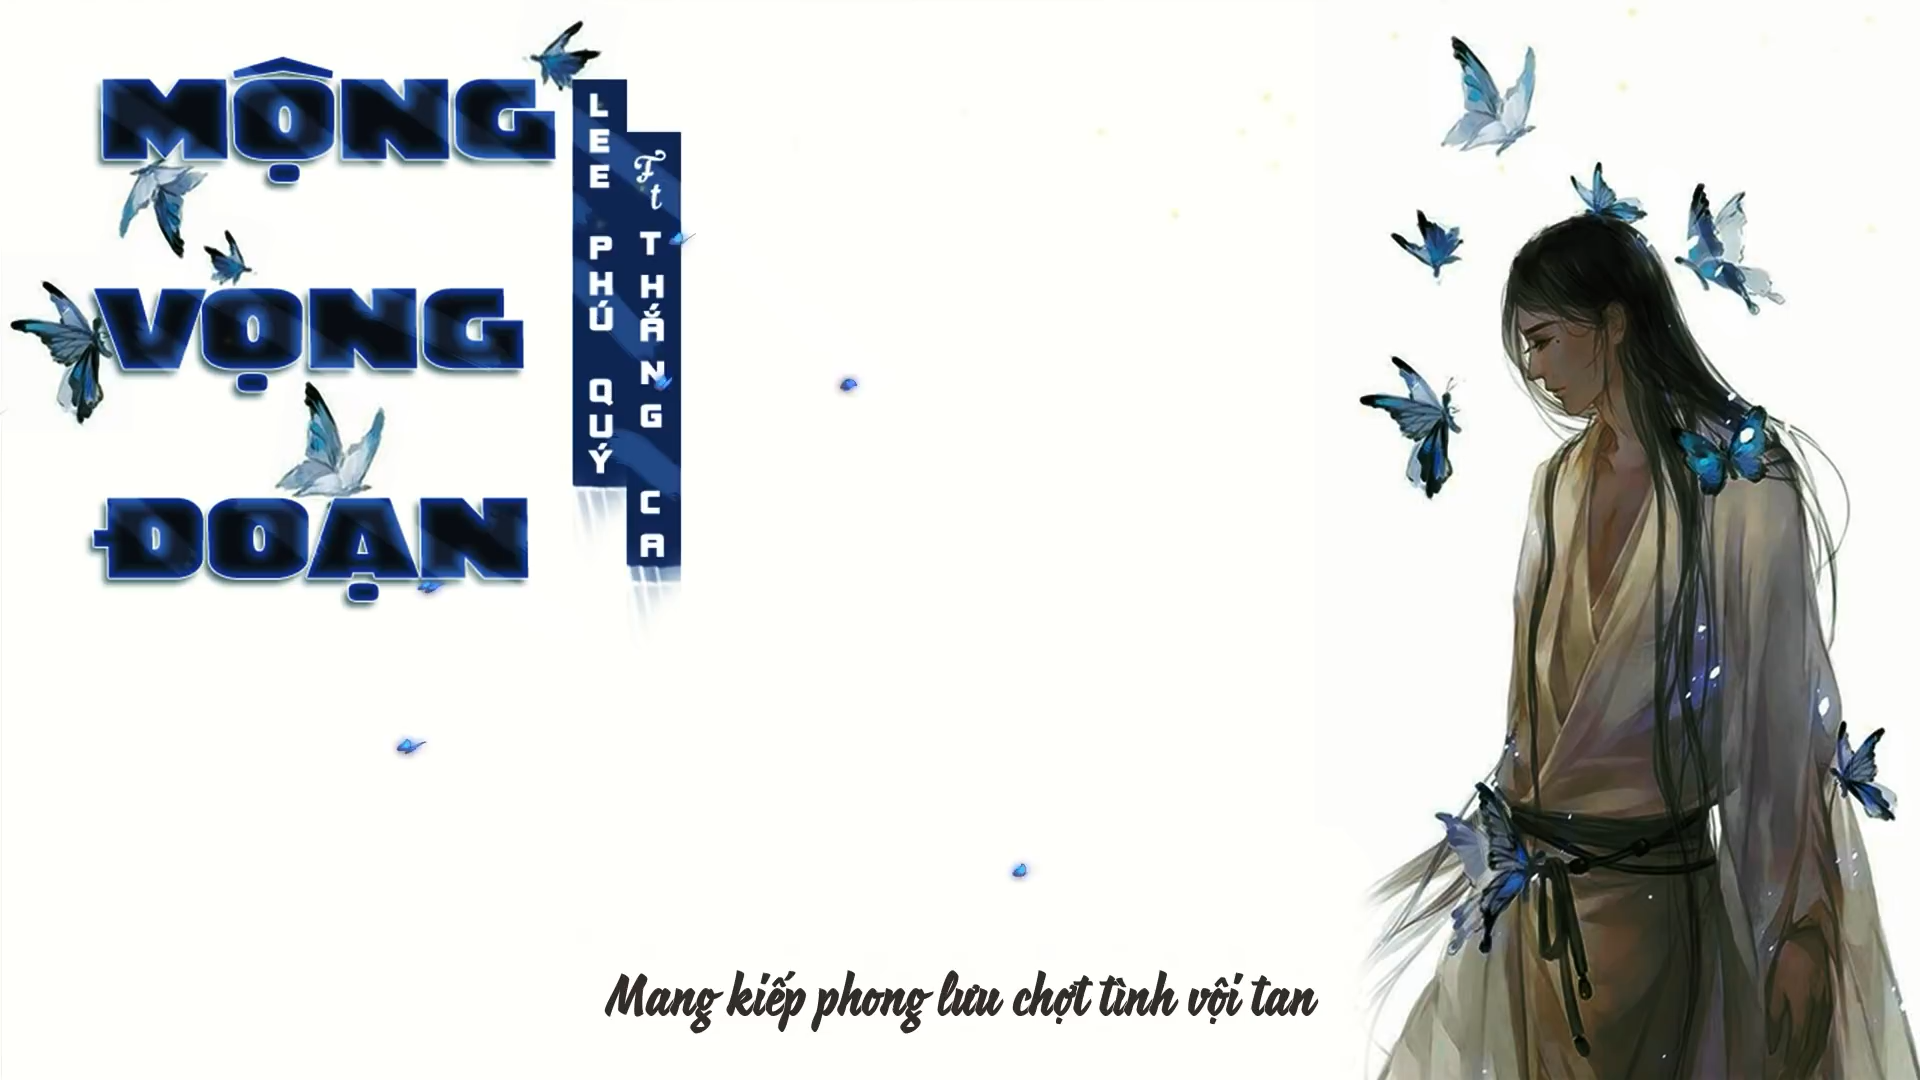 MỘNG
VỌNG
ĐOẠN
LEE PHÚ QUÝ
Ft THẮNG CA
Mang kiếp phong lưu chợt tình vội tan